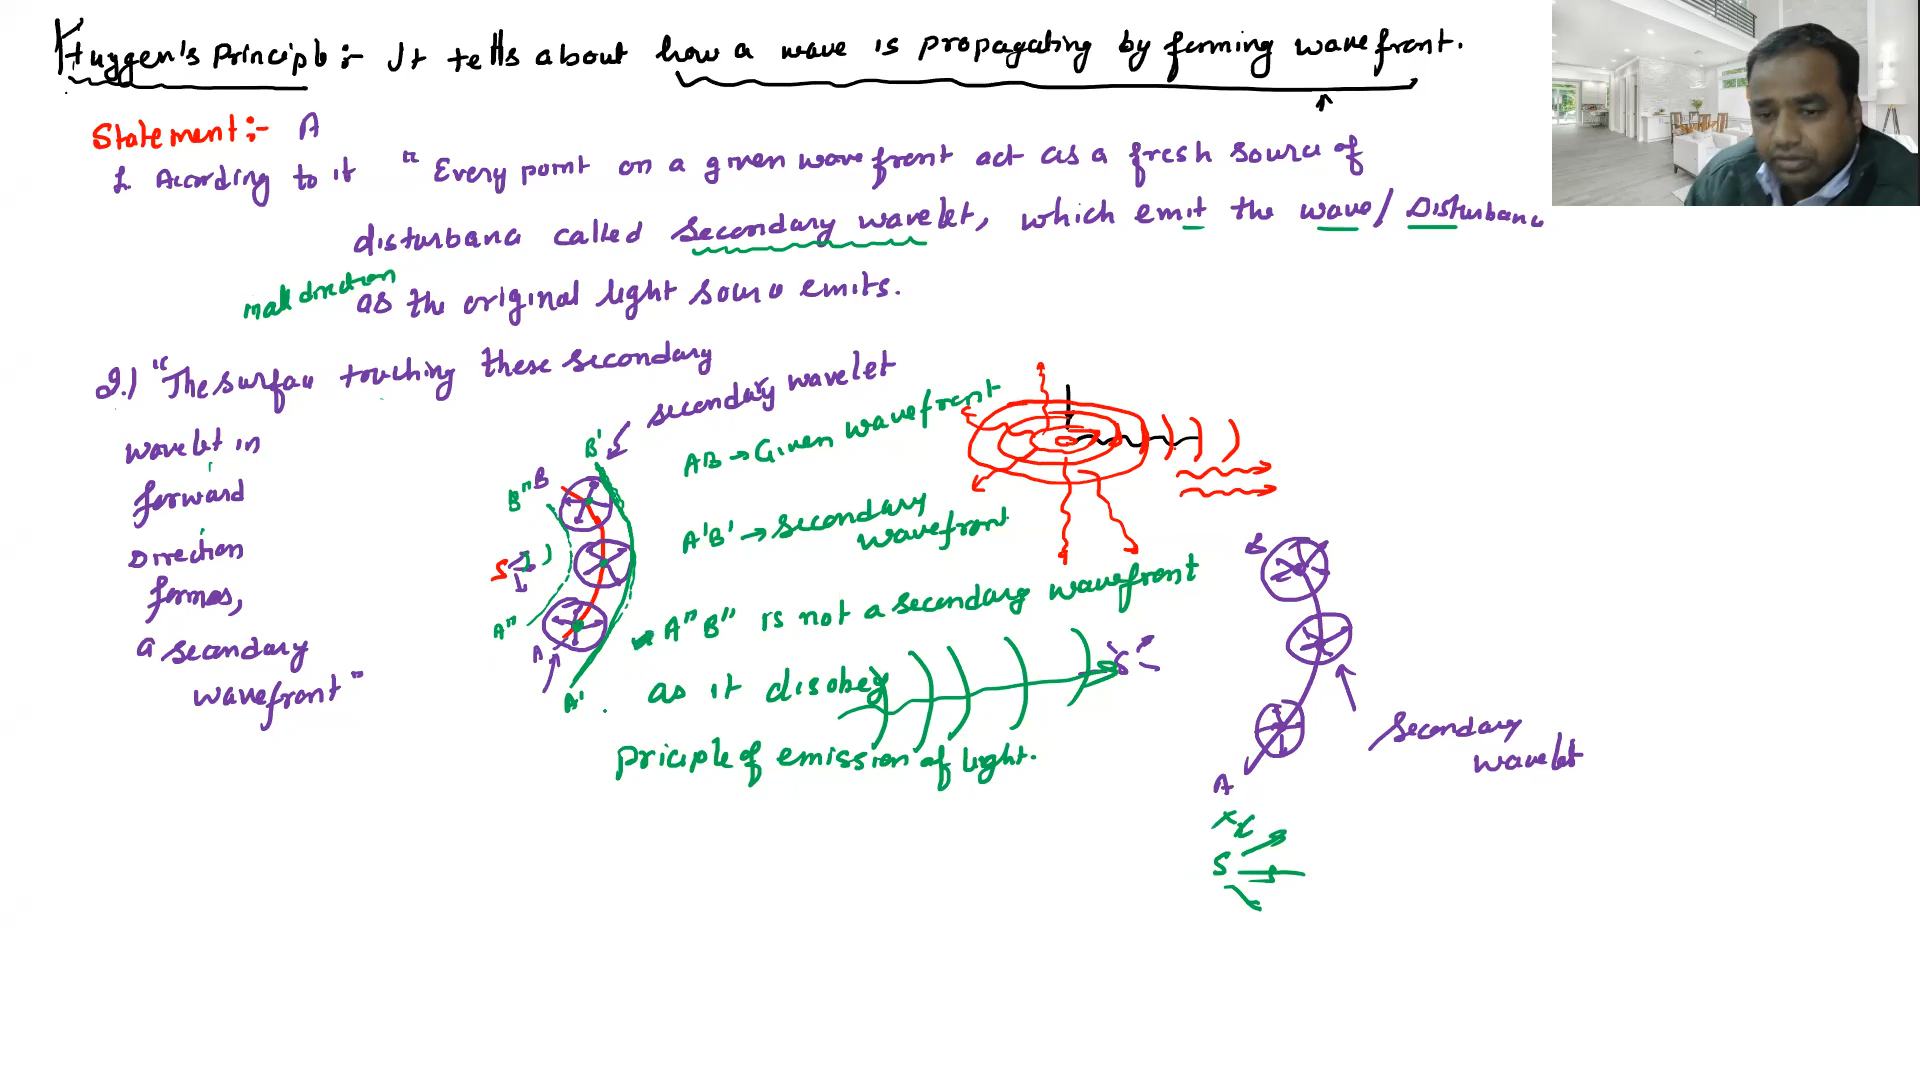 Huygen's Principle:- It tells about how a wave is propagating by forming wavefront.
Statement:- A
1. According to it " Every point on a given wavefront act as a fresh source of
disturbance called secondary wavelet, which emit the wave/ Disturbance
in all direction
as the original light source emits.
2.) "The surface touching these secondary
wavelet in
forward
Direction
formes,
a secondary
wavefront"
secondary wavelet
AB → Given wavefront
A'B' → secondary
wavefront
A"B" is not a secondary wavefront
as it disobey
priciple of emission of light.
B'
B"
B
S
A"
A
A'
S
B
A
secondary
wavelet
S